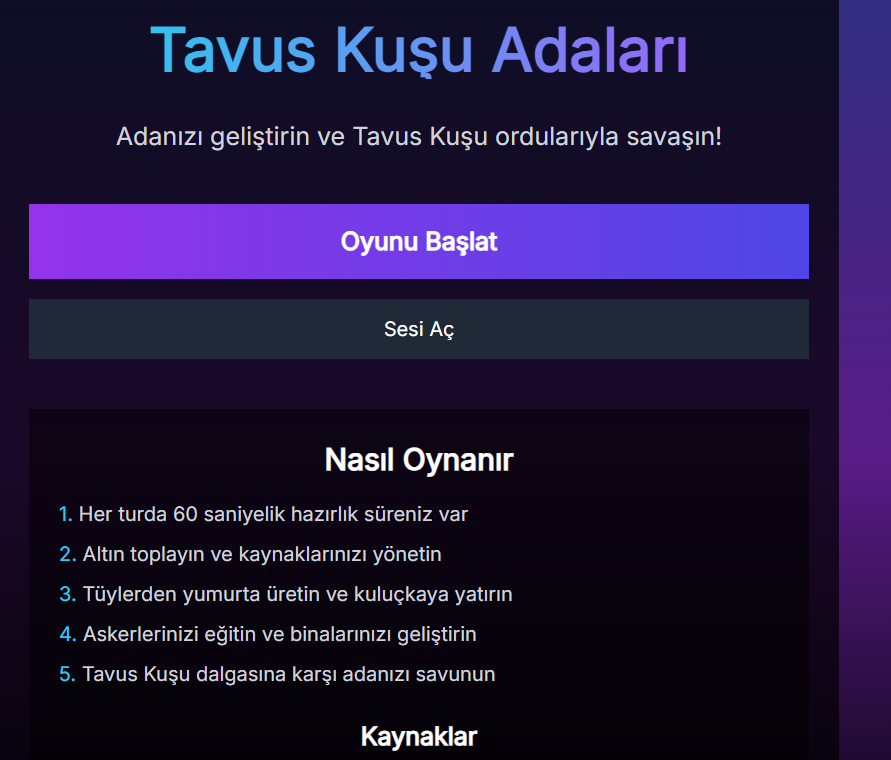 Tavus Kuşu Adaları
Adanızı geliştirin ve Tavus Kuşu ordularıyla savaşın!
Oyunu Başlat
Sesi Aç
Nasıl Oynanır
1. Her turda 60 saniyelik hazırlık süreniz var
2. Altın toplayın ve kaynaklarınızı yönetin
3. Tüylerden yumurta üretin ve kuluçkaya yatırın
4. Askerlerinizi eğitin ve binalarınızı geliştirin
5. Tavus Kuşu dalgasına karşı adanızı savunun
Kaynaklar